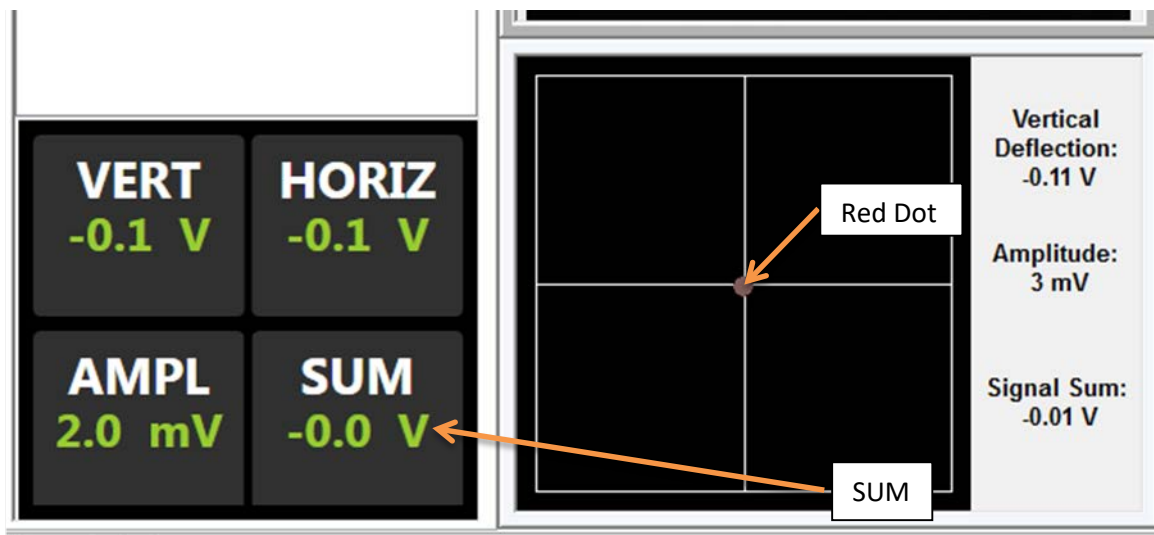 VERT
-0.1 V
HORIZ
-0.1 V
AMPL
2.0 mV
SUM
-0.0 V
Red Dot
SUM
Vertical
Deflection:
-0.11 V
Amplitude:
3 mV
Signal Sum:
-0.01 V